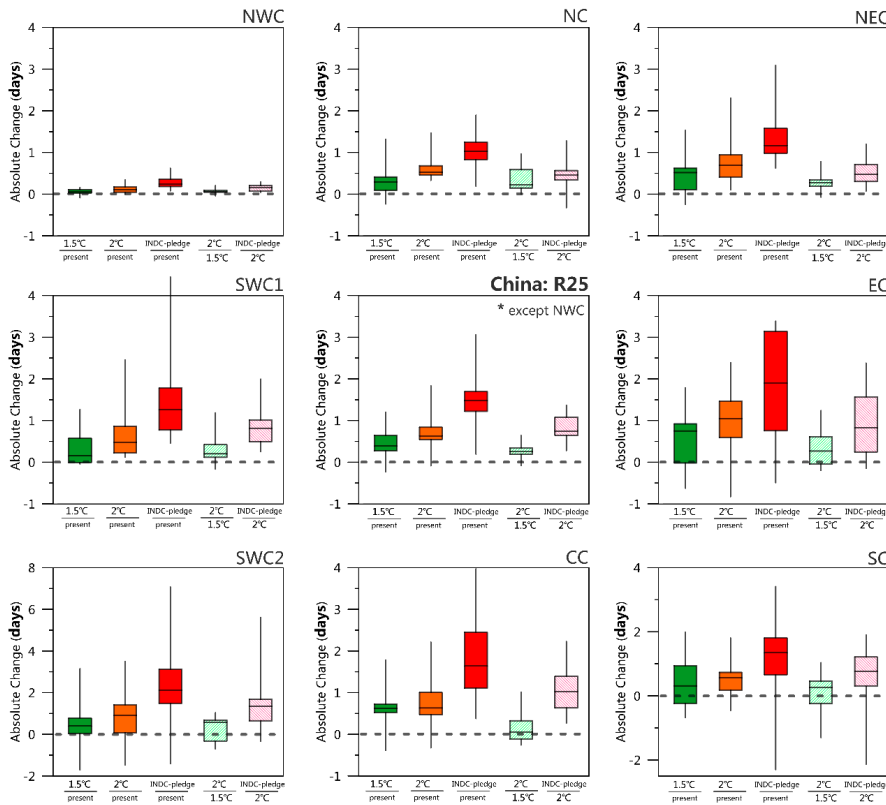 NWC
4
3
2
1
0
-1
Absolute Change (days)
1.5℃
present
2℃
present
INDC-pledge
present
2℃
1.5℃
INDC-pledge
2℃
NC
4
3
2
1
0
-1
Absolute Change (days)
1.5℃
present
2℃
present
INDC-pledge
present
2℃
1.5℃
INDC-pledge
2℃
NEC
4
3
2
1
0
-1
Absolute Change (days)
1.5℃
present
2℃
present
INDC-pledge
present
2℃
1.5℃
INDC-pledge
2℃
SWC1
4
3
2
1
0
-1
Absolute Change (days)
1.5℃
present
2℃
present
INDC-pledge
present
2℃
1.5℃
INDC-pledge
2℃
China: R25
* except NWC
4
3
2
1
0
-1
Absolute Change (days)
1.5℃
present
2℃
present
INDC-pledge
present
2℃
1.5℃
INDC-pledge
2℃
EC
4
3
2
1
0
-1
Absolute Change (days)
1.5℃
present
2℃
present
INDC-pledge
present
2℃
1.5℃
INDC-pledge
2℃
SWC2
8
6
4
2
0
-2
Absolute Change (days)
1.5℃
present
2℃
present
INDC-pledge
present
2℃
1.5℃
INDC-pledge
2℃
CC
4
3
2
1
0
-1
Absolute Change (days)
1.5℃
present
2℃
present
INDC-pledge
present
2℃
1.5℃
INDC-pledge
2℃
SC
4
2
0
-2
Absolute Change (days)
1.5℃
present
2℃
present
INDC-pledge
present
2℃
1.5℃
INDC-pledge
2℃